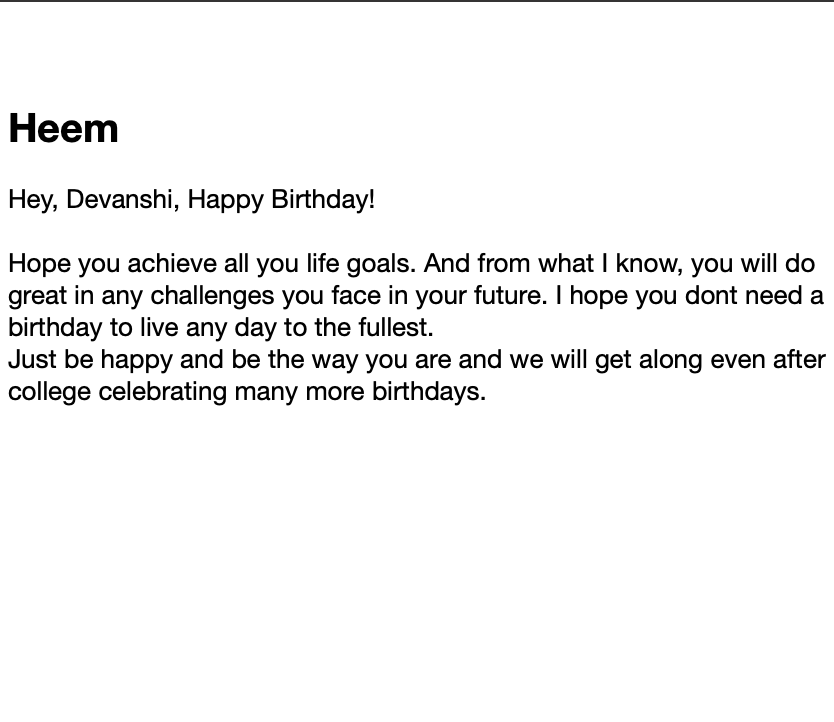 Heem
Hey, Devanshi, Happy Birthday!
Hope you achieve all you life goals. And from what I know, you will do
great in any challenges you face in your future. I hope you dont need a
birthday to live any day to the fullest.
Just be happy and be the way you are and we will get along even after
college celebrating many more birthdays.